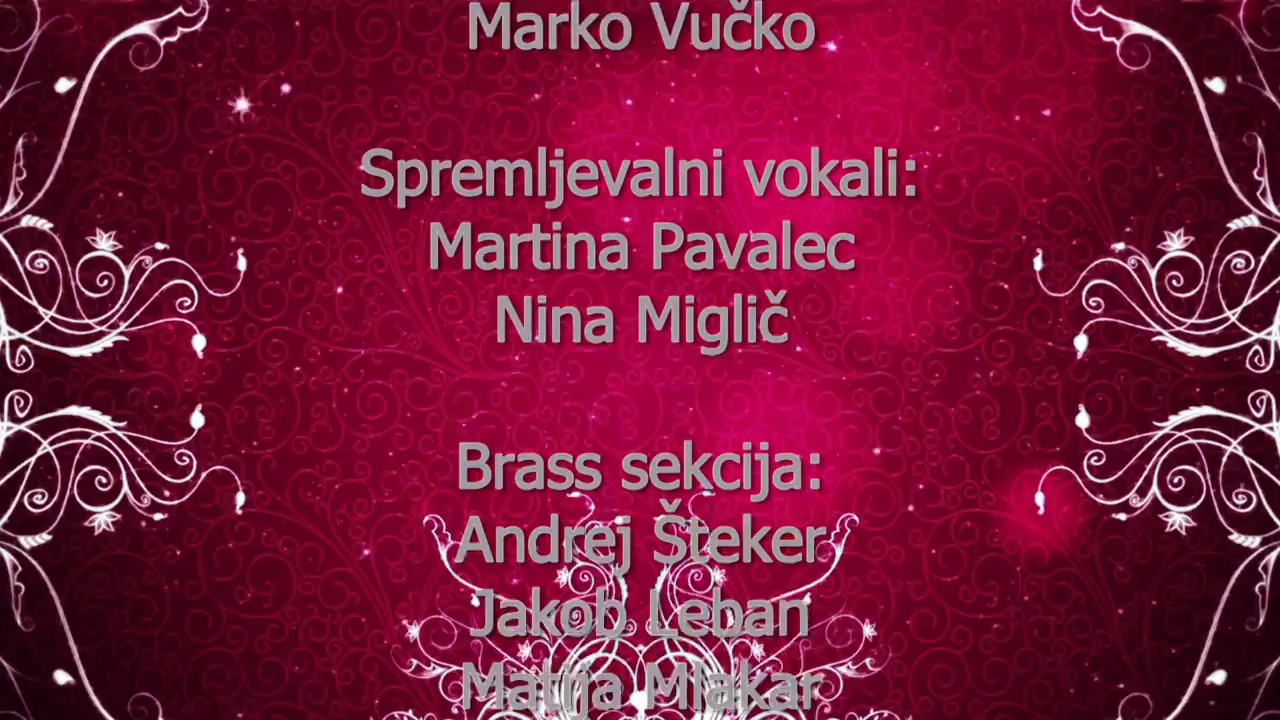 Marko Vučko
Spremljevalni vokali:
Martina Pavalec
Nina Miglič
Brass sekcija:
Andrej Šteker
Jakob Leban
Matija Mlakar